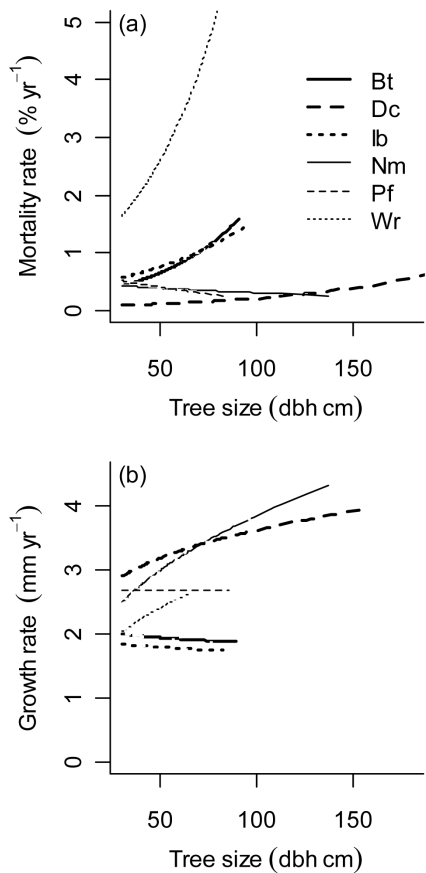 (a)
Mortality rate (% yr⁻¹)
5
4
3
2
1
0
Bt
Dc
Ib
Nm
Pf
Wr
50 100 150
Tree size (dbh cm)
(b)
Growth rate (mm yr⁻¹)
4
3
2
1
0
50 100 150
Tree size (dbh cm)